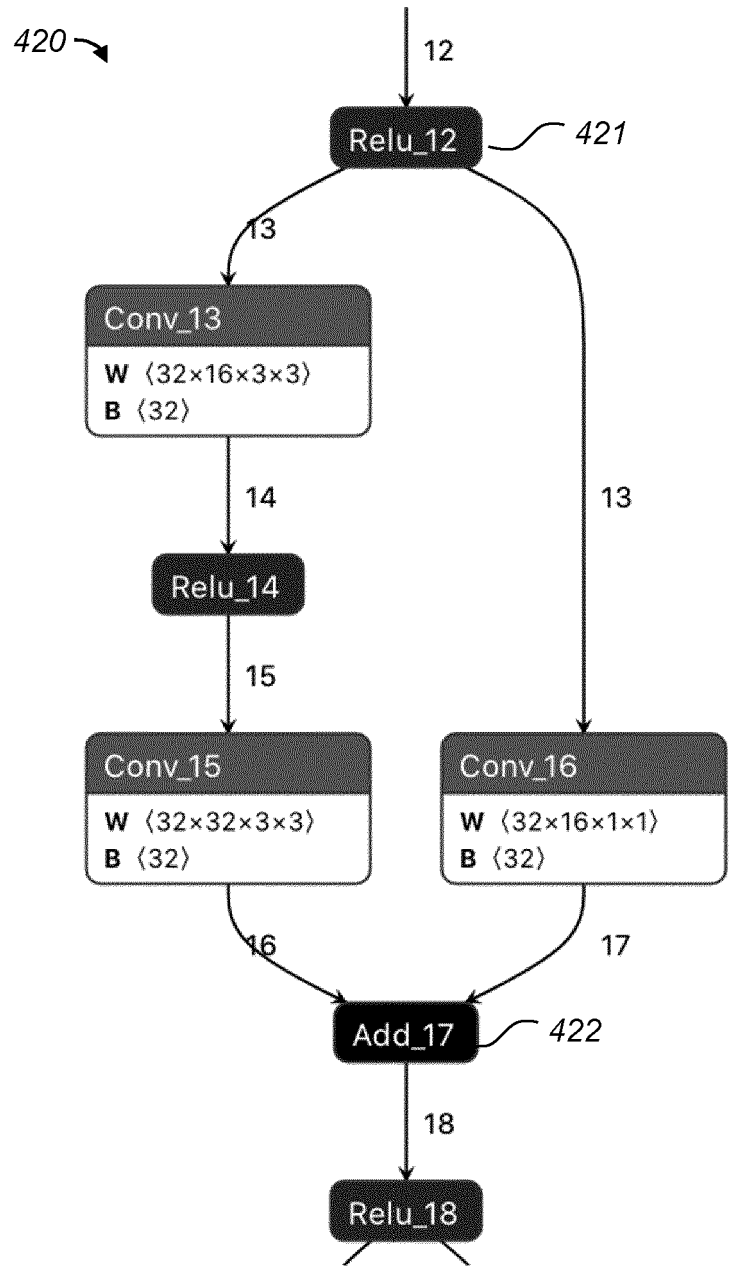 420
12
Relu_12
421
13
Conv_13
W ⟨32×16×3×3⟩
B ⟨32⟩
14
13
Relu_14
15
Conv_15
W ⟨32×32×3×3⟩
B ⟨32⟩
Conv_16
W ⟨32×16×1×1⟩
B ⟨32⟩
16
17
Add_17
422
18
Relu_18